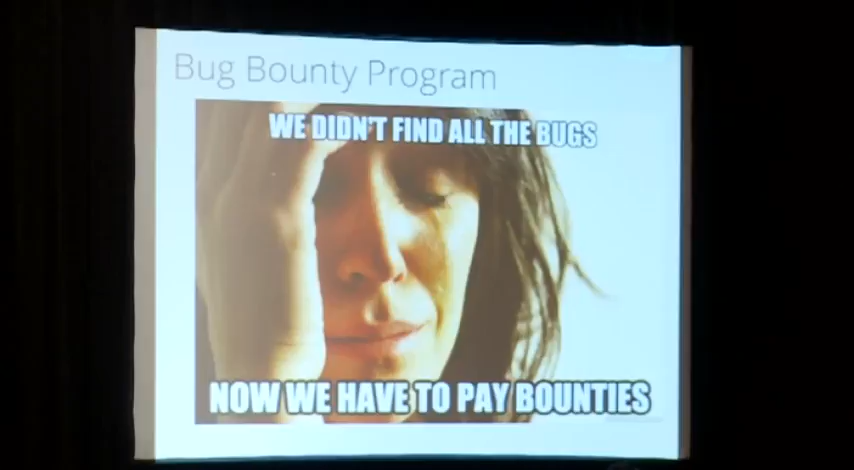 Bug Bounty Program
WE DIDN'T FIND ALL THE BUGS
NOW WE HAVE TO PAY BOUNTIES